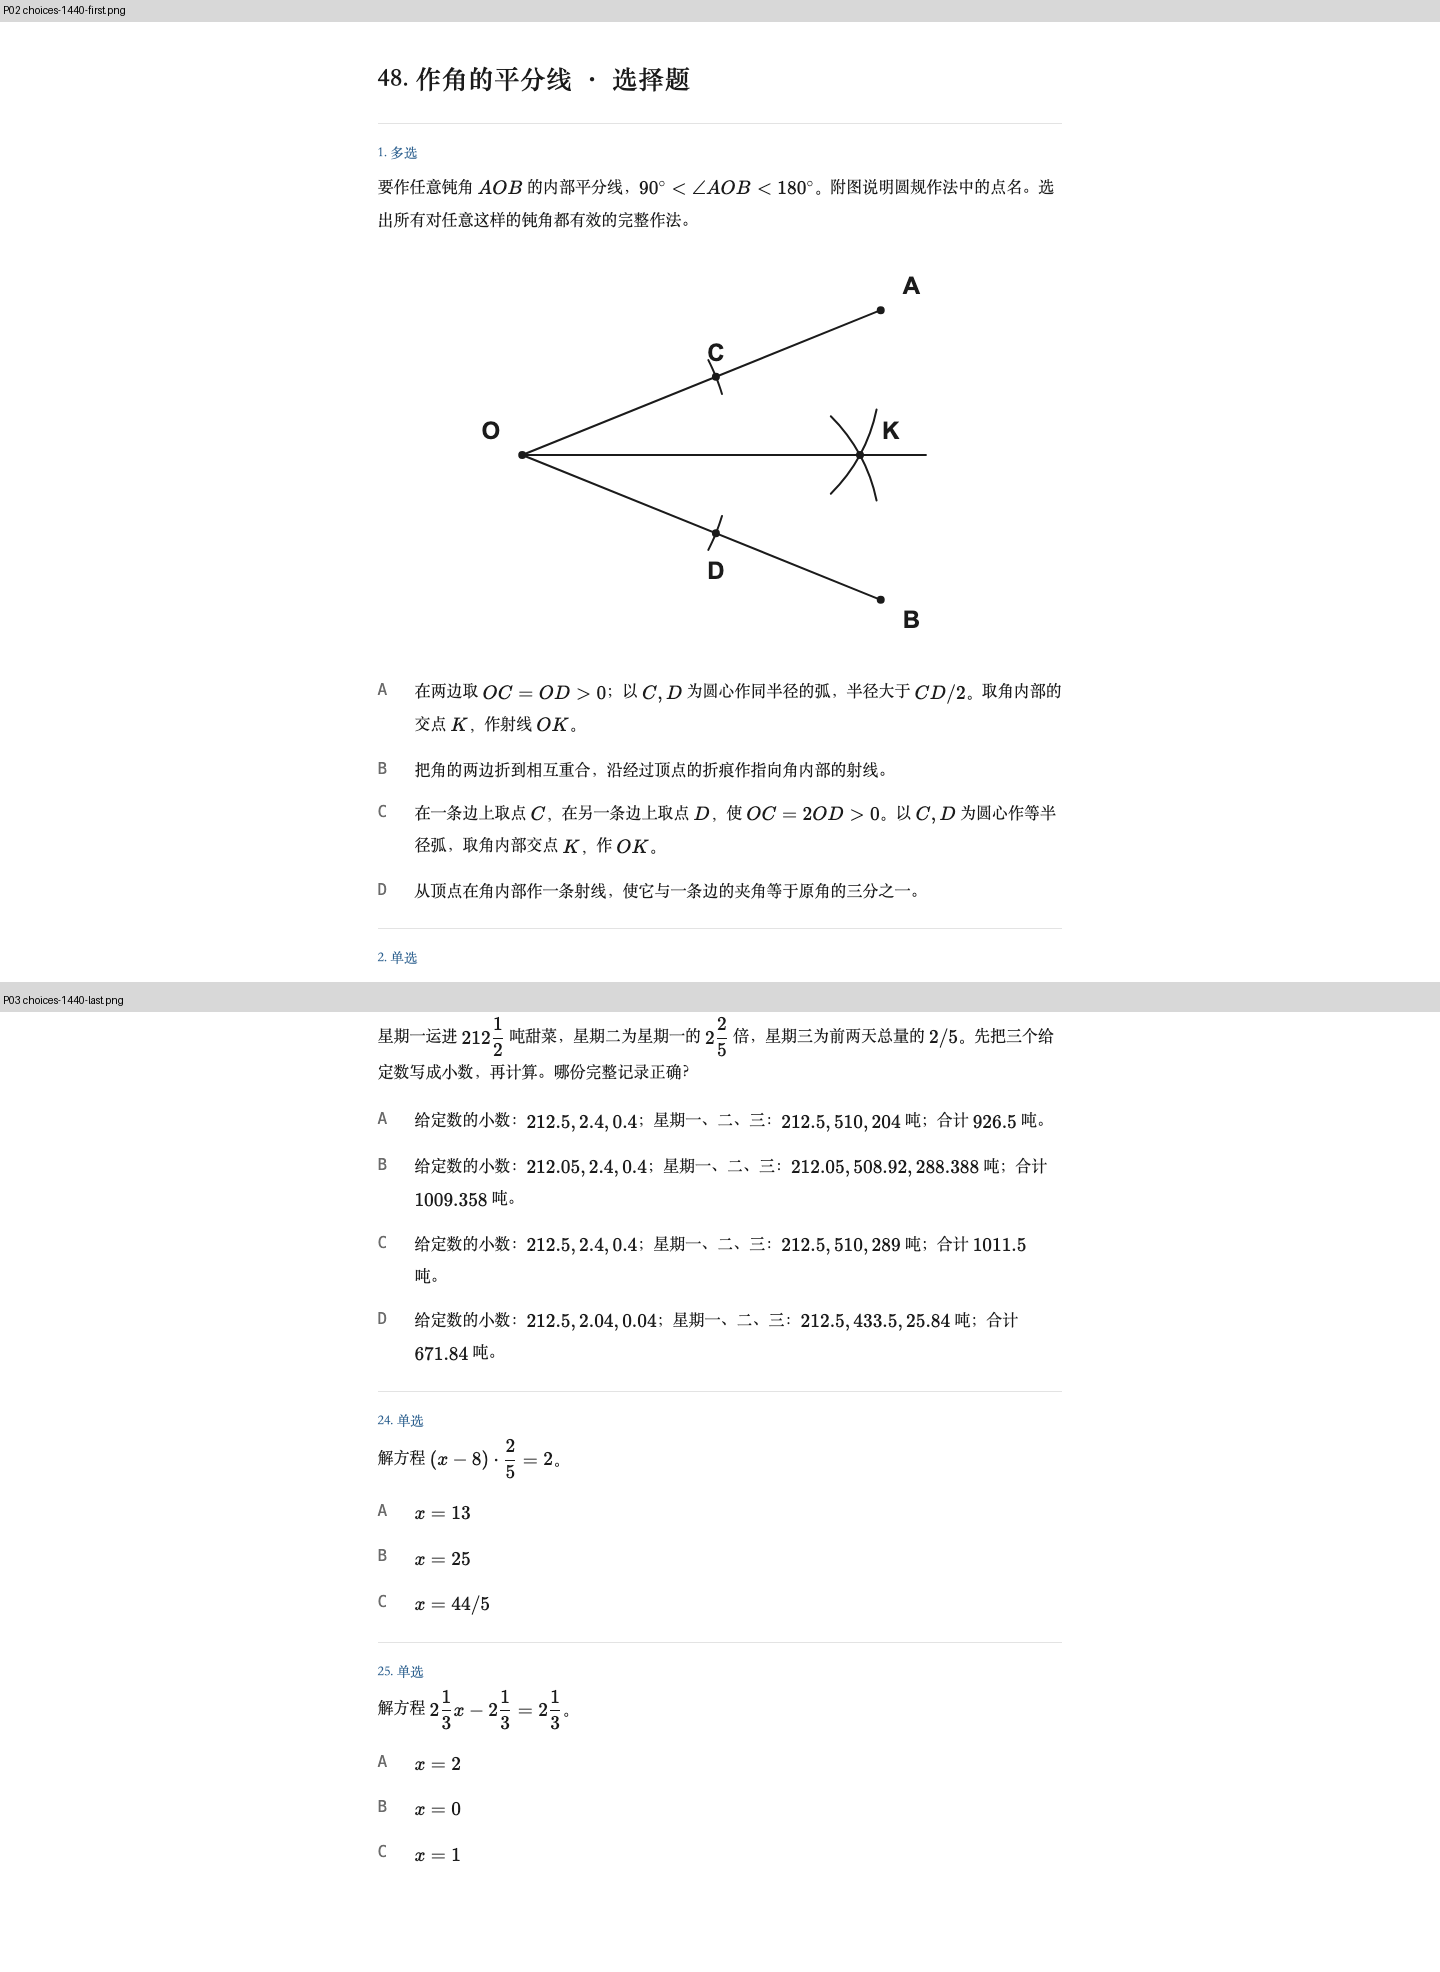 P02 choices-1440-first.png
48. 作角的平分线 · 选择题
1. 多选
要作任意钝角 AOB 的内部平分线，90° < ∠AOB < 180°。附图说明圆规作法中的点名。选
出所有对任意这样的钝角都有效的完整作法。
A
C
O
K
D
B
A 在两边取 OC = OD > 0；以 C, D 为圆心作同半径的弧，半径大于 CD/2。取角内部的
交点 K，作射线 OK。
B 把角的两边折到相互重合，沿经过顶点的折痕作指向角内部的射线。
C 在一条边上取点 C，在另一条边上取点 D，使 OC = 2OD > 0。以 C, D 为圆心作等半
径弧，取角内部交点 K，作 OK。
D 从顶点在角内部作一条射线，使它与一条边的夹角等于原角的三分之一。
2. 单选
P03 choices-1440-last.png
星期一运进 212 1/2 吨甜菜，星期二为星期一的 2 2/5 倍，星期三为前两天总量的 2/5。先把三个给
定数写成小数，再计算。哪份完整记录正确?
A 给定数的小数：212.5, 2.4, 0.4；星期一、二、三：212.5, 510, 204 吨；合计 926.5 吨。
B 给定数的小数：212.05, 2.4, 0.4；星期一、二、三：212.05, 508.92, 288.388 吨；合计
1009.358 吨。
C 给定数的小数：212.5, 2.4, 0.4；星期一、二、三：212.5, 510, 289 吨；合计 1011.5
吨。
D 给定数的小数：212.5, 2.04, 0.04；星期一、二、三：212.5, 433.5, 25.84 吨；合计
671.84 吨。
24. 单选
解方程 (x − 8) · 2/5 = 2。
A x = 13
B x = 25
C x = 44/5
25. 单选
解方程 2 1/3 x − 2 1/3 = 2 1/3。
A x = 2
B x = 0
C x = 1